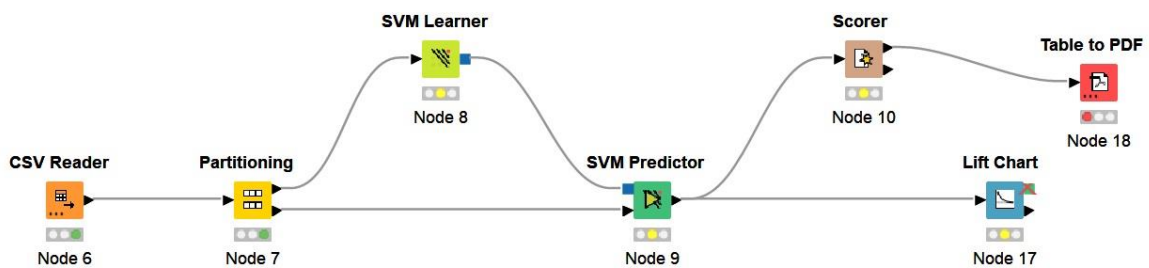 SVM Learner
Scorer
Table to PDF
Node 8
Node 10
Node 18
CSV Reader
Partitioning
SVM Predictor
Lift Chart
Node 6
Node 7
Node 9
Node 17